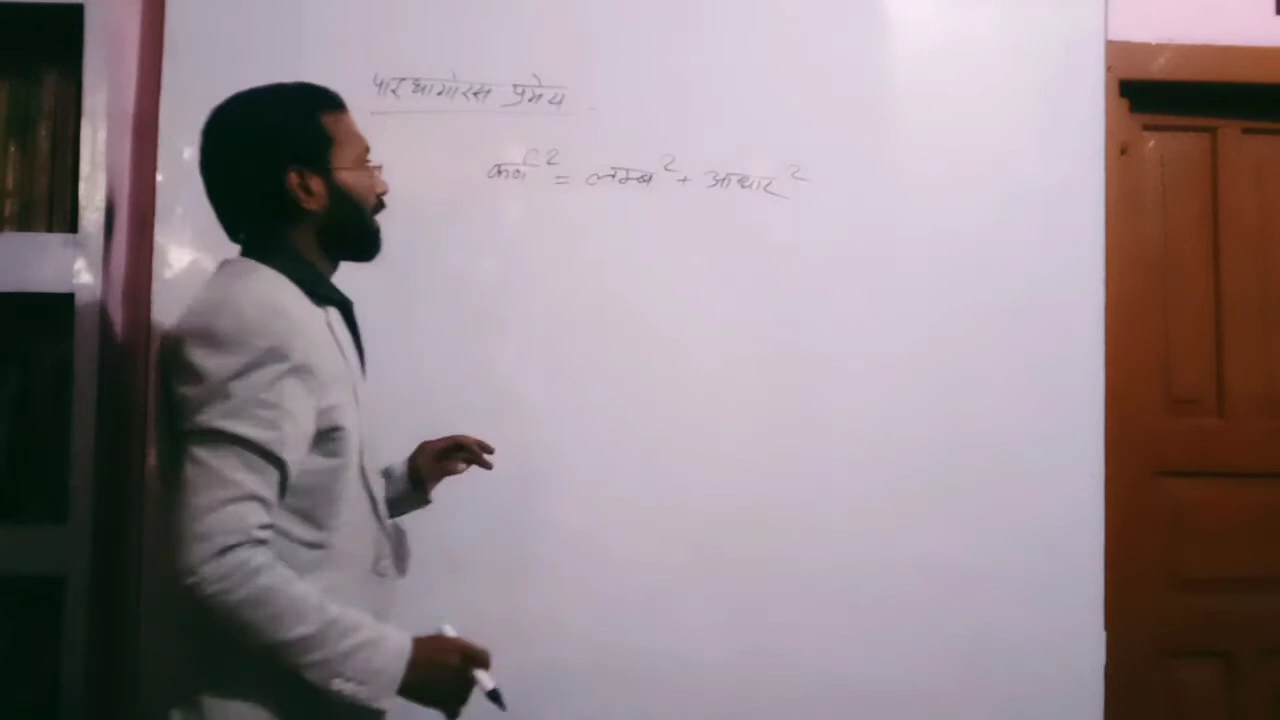 पाइथागोरस प्रमेय
कर्ण² = लम्ब² + आधार²